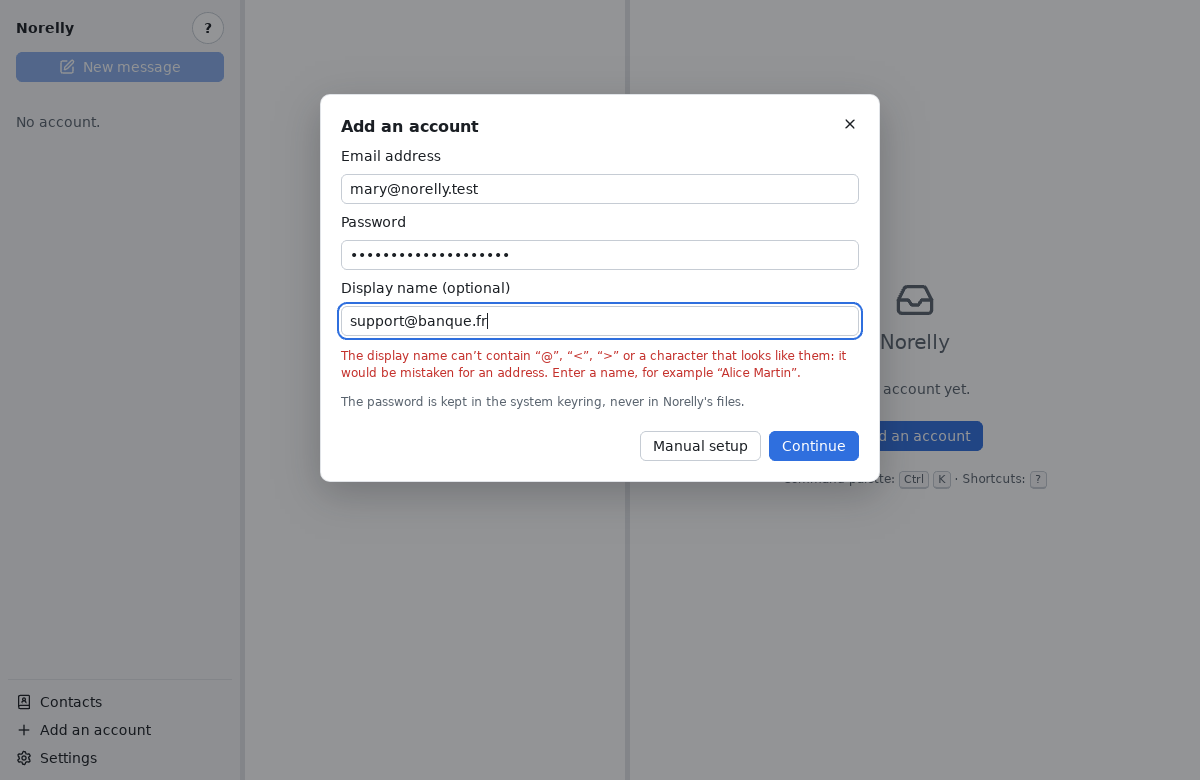 Norelly
?
New message
No account.
Add an account
Email address
mary@norelly.test
Password
••••••••••••••••••••
Display name (optional)
support@banque.fr
The display name can’t contain “@”, “<”, “>” or a character that looks like them: it
would be mistaken for an address. Enter a name, for example “Alice Martin”.
The password is kept in the system keyring, never in Norelly's files.
Manual setup
Continue
Norelly
account yet.
an account
Ctrl K · Shortcuts: ?
Contacts
Add an account
Settings